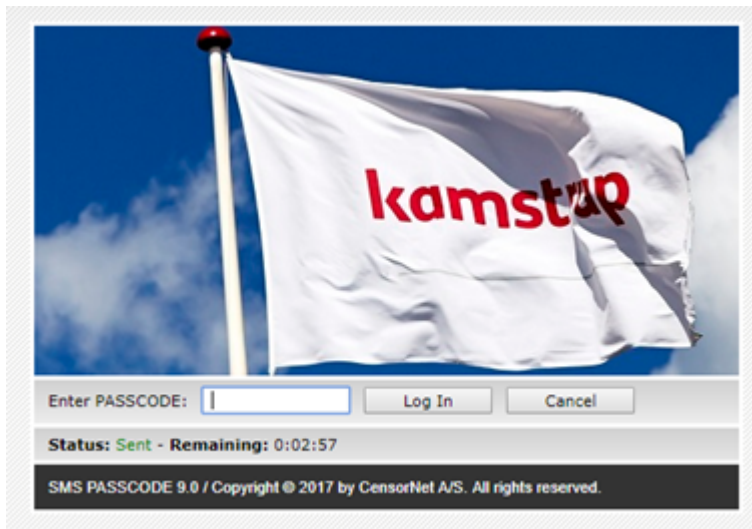 kamstrup
Enter PASSCODE:  Log In  Cancel
Status: Sent - Remaining: 0:02:57
SMS PASSCODE 9.0 / Copyright © 2017 by CensorNet A/S. All rights reserved.